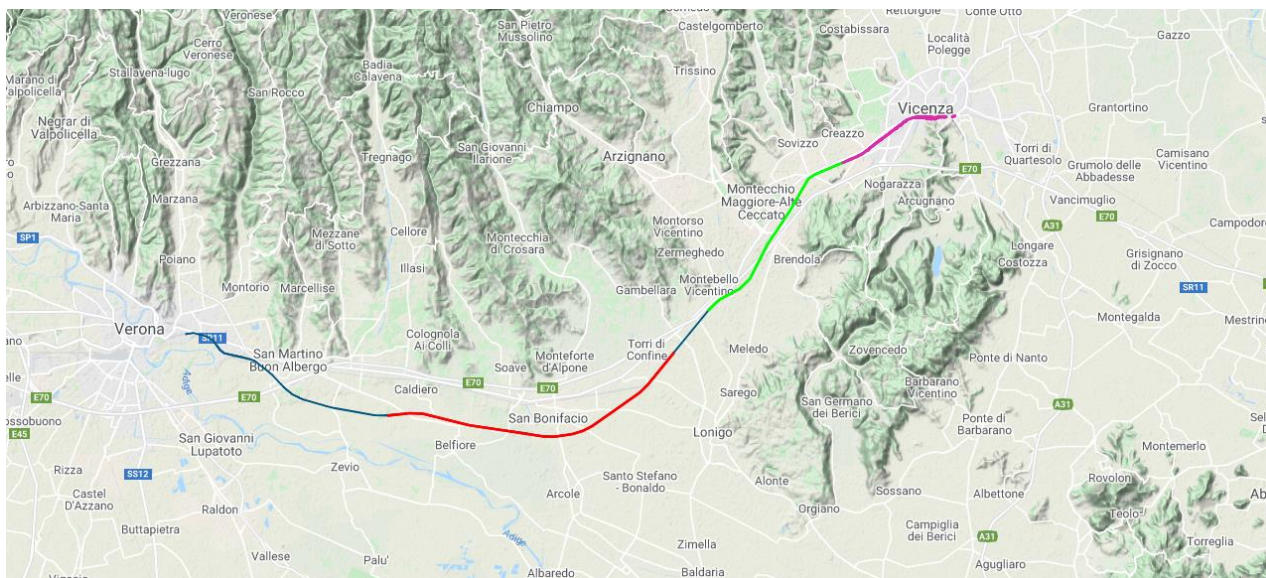 Veronese
San Pietro
Mussolino
Castelgomberto
Costabissara
Rettorgole
Conte Otto
Località
Polegge
Gazzo
Cerro
Veronese
Stallavena-lugo
Badia
Calavena
San Rocco
Trissino
Marano di
Valpolicella
Chiampo
Vicenza
Grantortino
Negrar di
Valpolicella
Creazzo
Sovizzo
Torri di
Quartesolo
Grezzana
Tregnago
San Giovanni
Ilarione
Arzignano
Camisano
Vicentino
E70
Grumolo delle
Abbadesse
Marzana
Arbizzano-Santa
Maria
Montecchio
Maggiore-Alte
Ceccato
Nogarazza
Arcugnano
Vancimuglio
E70
Campodoro
A31
SP1
Mezzane
di Sotto
Cellore
Montecchia
di Crosara
Montorso
Vicentino
Zermeghedo
Brendola
Longare
Costozza
Grisignano
di Zocco
Poiano
Illasi
Montorio
Marcellise
Gambellara
Montebello
Vicentino
SR11
Montegalda
Mestrino
Verona
SP11
San Martino
Buon Albergo
Colognola
Ai Colli
Torri di
Confine
Meledo
Zovencedo
Ponte di Nanto
Monteforte
d'Alpone
Soave
E70
Adige
E70
E70
Caldiero
Sarego
Barbarano
Vicentino
San Germano
dei Berici
A31
E45
San Bonifacio
Ponte di
Barbarano
San Giovanni
Lupatoto
Belfiore
Lonigo
Montemerlo
Rizza
SS12
Zevio
Santo Stefano
- Bonaldo
Alonte
Sossano
Albettone
Rovolon
Castel
D'Azzano
Raldon
Arcole
Orgiano
Teolo
Buttapietra
Adige
Campiglia
dei Berici
A31
Torreglia
Vallese
Palu'
Zimella
Agugliaro
Albaredo
Baldaria